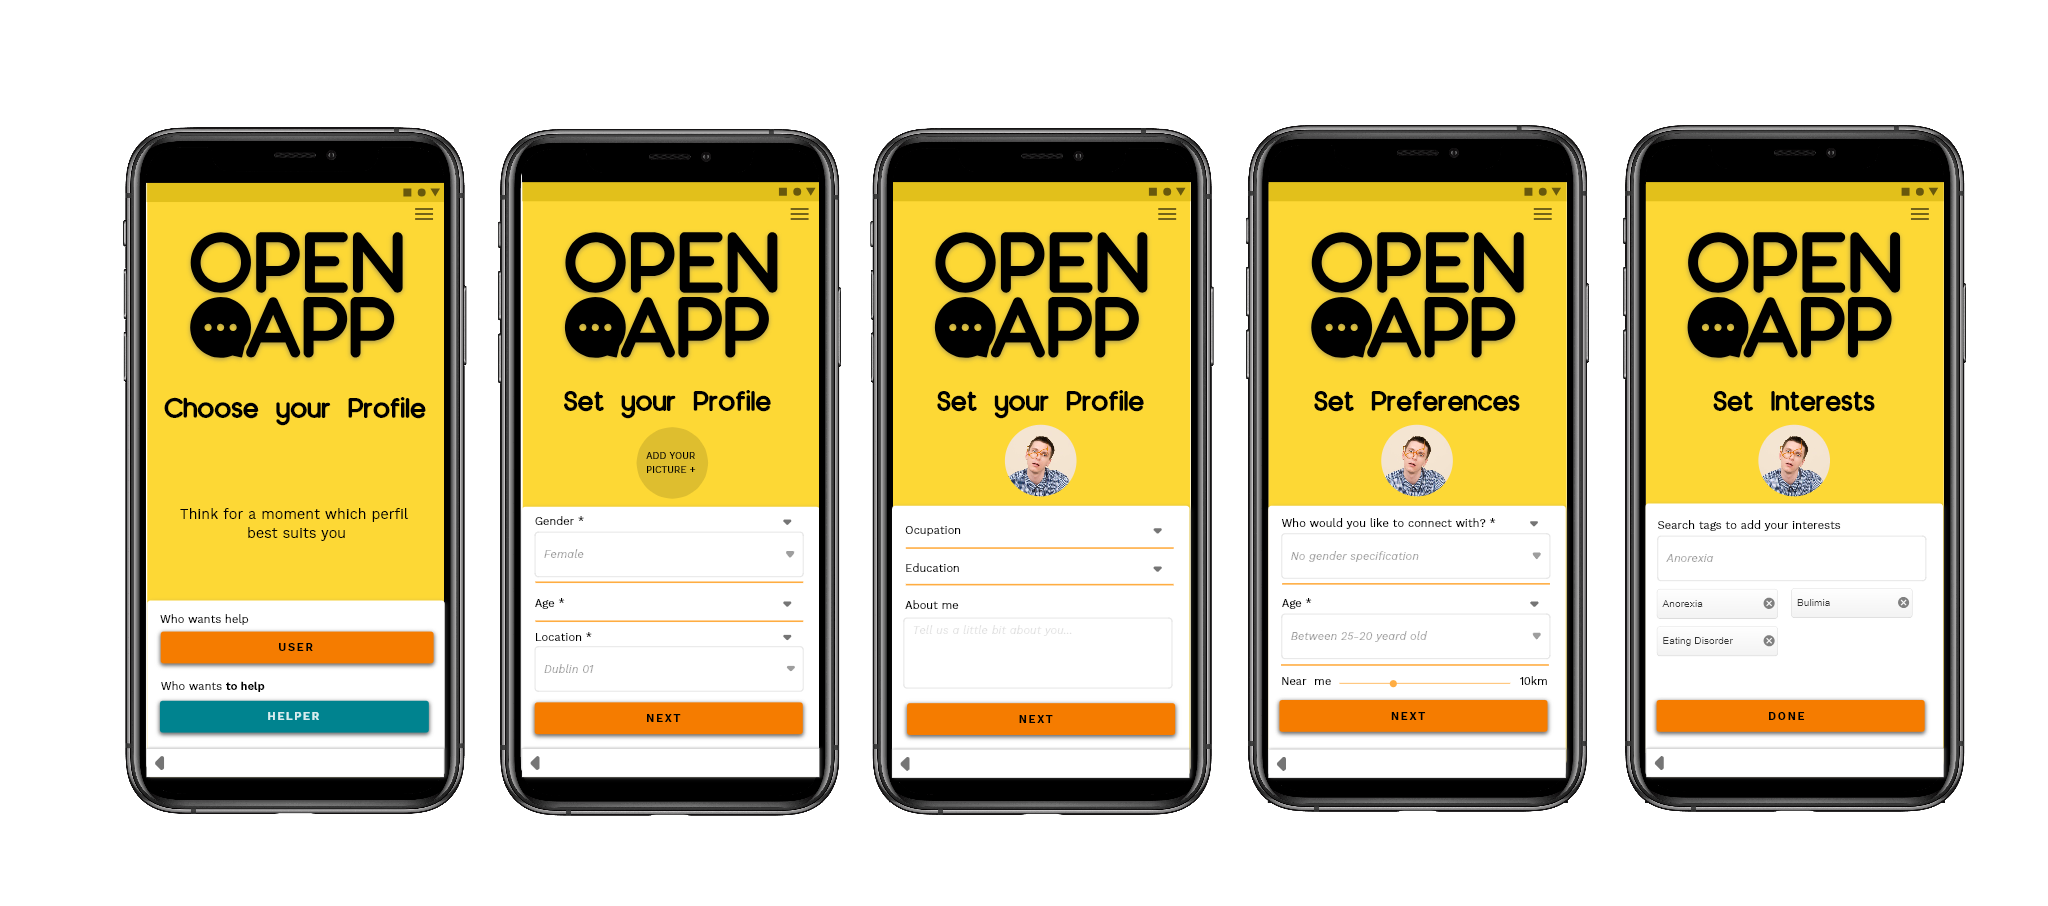 OPEN
APP
Choose your Profile
Think for a moment which perfil
best suits you
Who wants help
USER
Who wants to help
HELPER
OPEN
APP
Set your Profile
ADD YOUR
PICTURE +
Gender *
Female
Age *
Location *
Dublin 01
NEXT
OPEN
APP
Set your Profile
Ocupation
Education
About me
Tell us a little bit about you...
NEXT
OPEN
APP
Set Preferences
Who would you like to connect with? *
No gender specification
Age *
Between 25-20 yeard old
Near me 10km
NEXT
OPEN
APP
Set Interests
Search tags to add your interests
Anorexia
Anorexia Bulimia
Eating Disorder
DONE